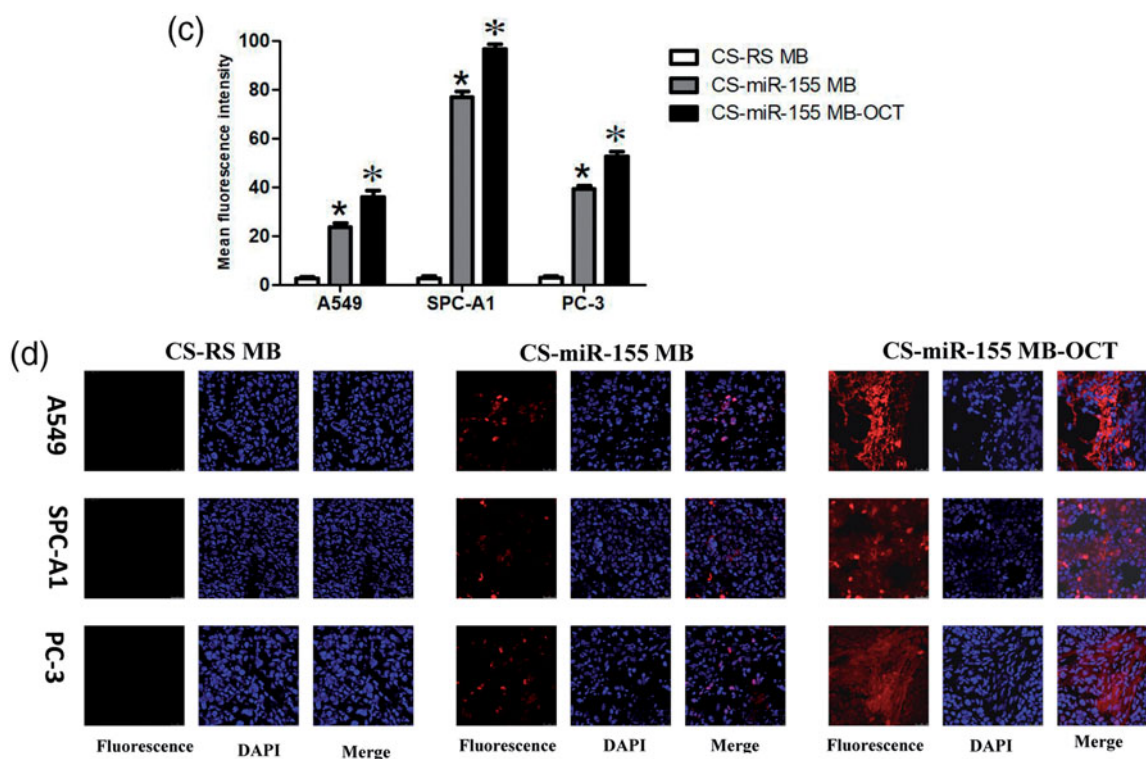 (c)
Mean fluorescence intensity
100
80
60
40
20
0
*
*
*
*
*
*
A549
SPC-A1
PC-3
CS-RS MB
CS-miR-155 MB
CS-miR-155 MB-OCT
(d)
CS-RS MB
CS-miR-155 MB
CS-miR-155 MB-OCT
A549
SPC-A1
PC-3
Fluorescence DAPI Merge Fluorescence DAPI Merge Fluorescence DAPI Merge